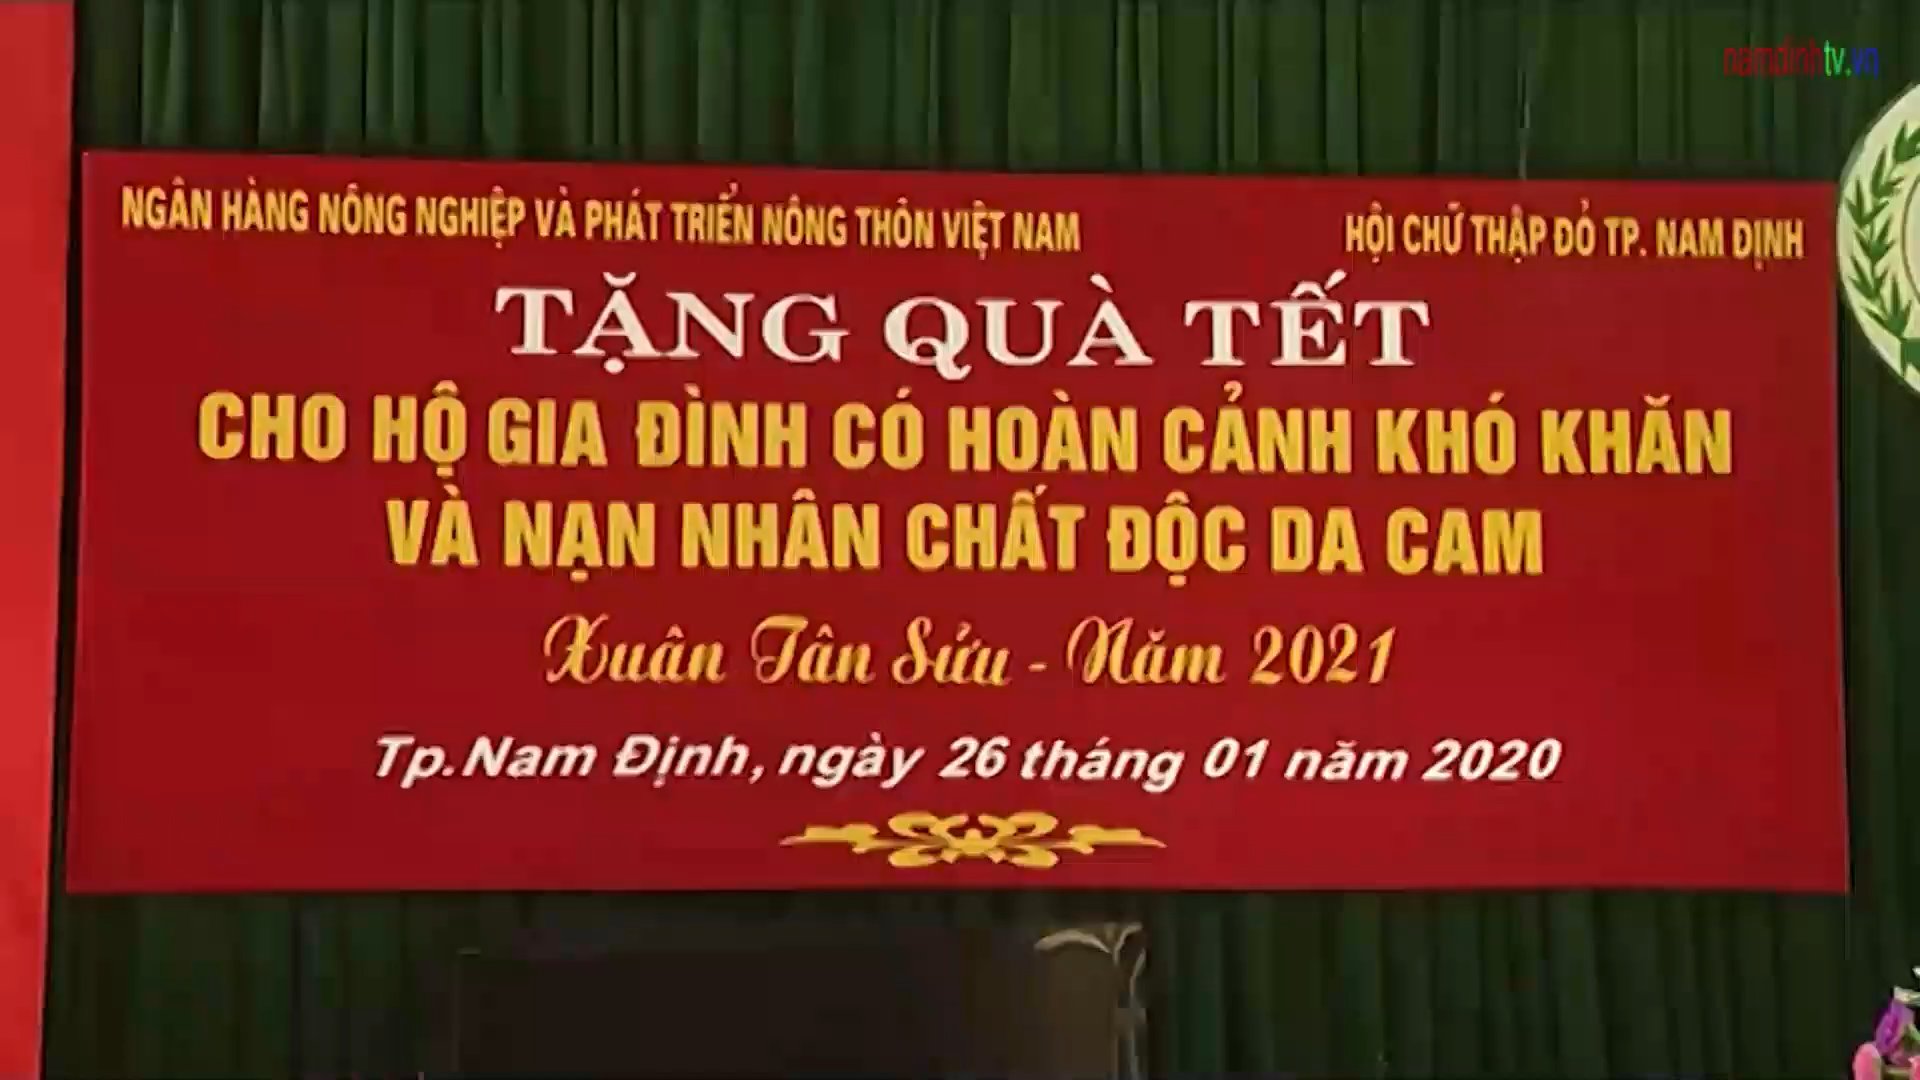 namdinhtv.vn
NGÂN HÀNG NÔNG NGHIỆP VÀ PHÁT TRIỂN NÔNG THÔN VIỆT NAM
HỘI CHỮ THẬP ĐỎ TP. NAM ĐỊNH
TẶNG QUÀ TẾT
CHO HỘ GIA ĐÌNH CÓ HOÀN CẢNH KHÓ KHĂN
VÀ NẠN NHÂN CHẤT ĐỘC DA CAM
Xuân Tân Sửu - Năm 2021
Tp.Nam Định, ngày 26 tháng 01 năm 2020